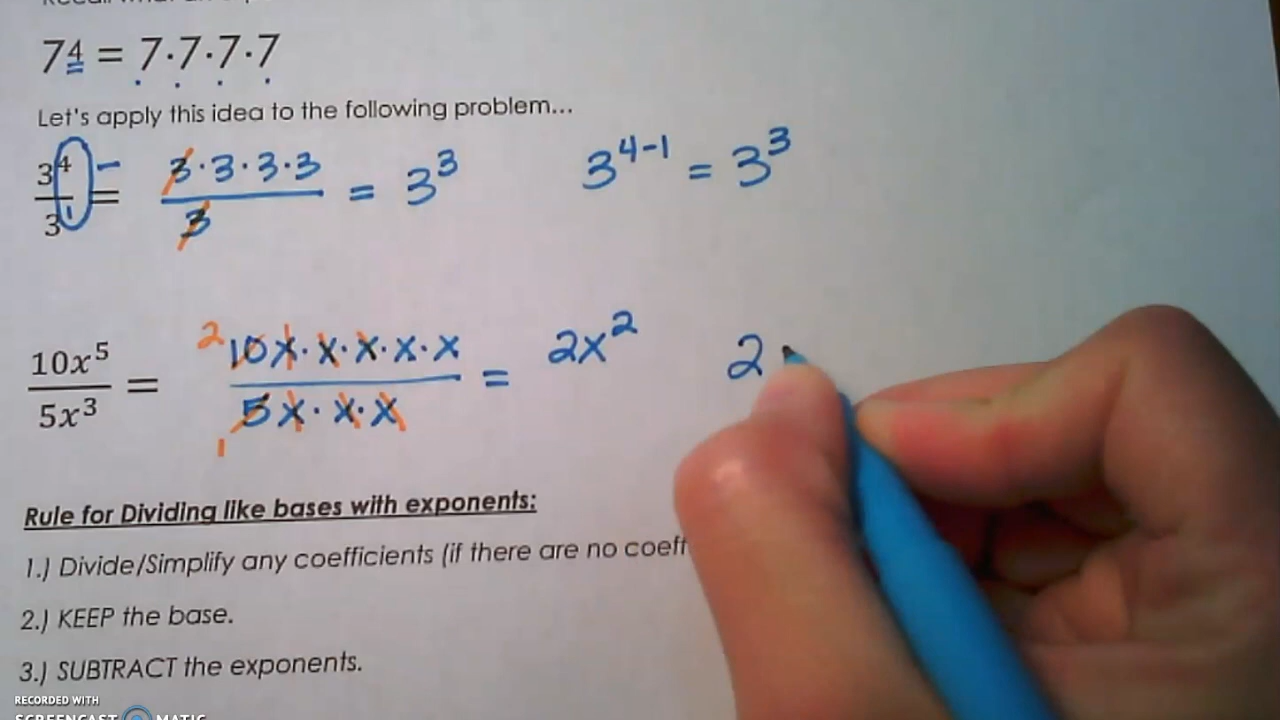 7⁴ = 7·7·7·7
Let's apply this idea to the following problem...
3⁴/3¹ = 3·3·3·3/3 = 3³ 3⁴⁻¹ = 3³
10x⁵/5x³ = 2 10x·x·x·x·x/5x·x·x 1 = 2x² 2
Rule for Dividing like bases with exponents:
1.) Divide/Simplify any coefficients (if there are no
2.) KEEP the base.
3.) SUBTRACT the exponents.
RECORDED WITH